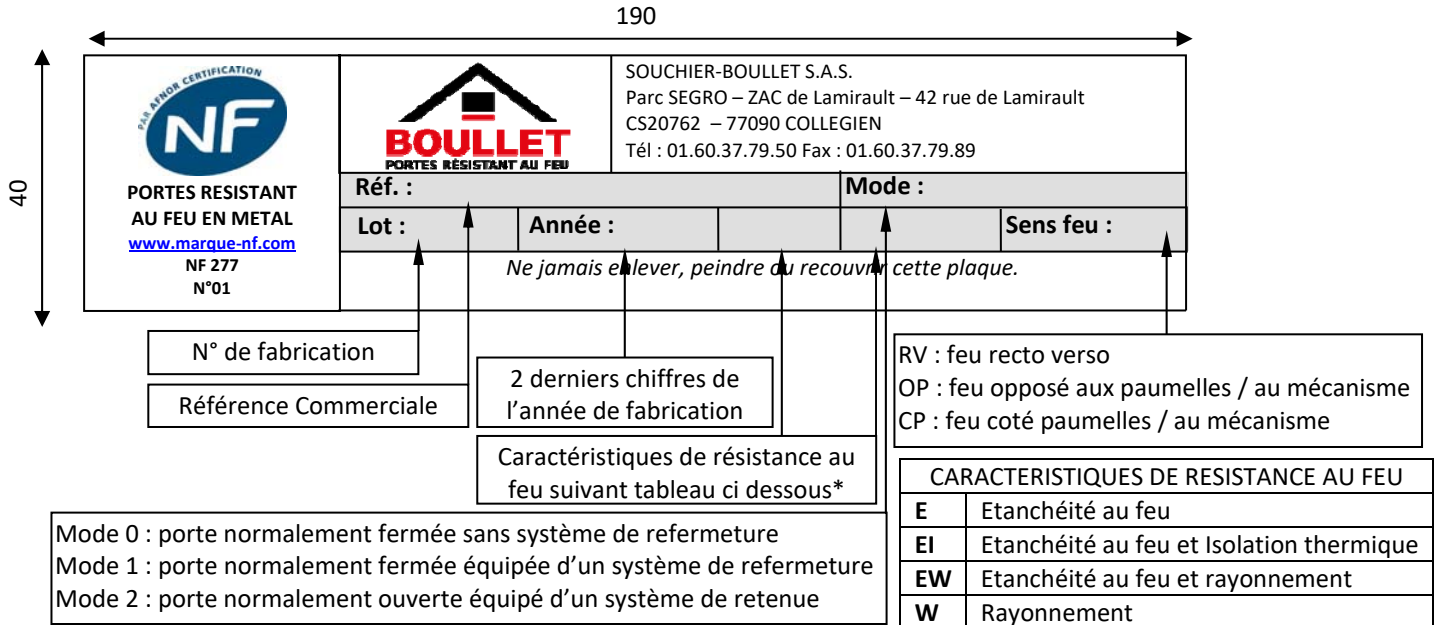 190
40
PAR AFNOR CERTIFICATION
NF
PORTES RESISTANT
AU FEU EN METAL
www.marque-nf.com
NF 277
N°01
BOULLET
PORTES RÉSISTANT AU FEU
SOUCHIER-BOULLET S.A.S.
Parc SEGRO – ZAC de Lamirault – 42 rue de Lamirault
CS20762 – 77090 COLLEGIEN
Tél : 01.60.37.79.50 Fax : 01.60.37.79.89
Réf. : Mode :
Lot : Année : Sens feu :
Ne jamais enlever, peindre ou recouvrir cette plaque.
N° de fabrication
Référence Commerciale
2 derniers chiffres de
l’année de fabrication
Caractéristiques de résistance au
feu suivant tableau ci dessous*
RV : feu recto verso
OP : feu opposé aux paumelles / au mécanisme
CP : feu coté paumelles / au mécanisme
Mode 0 : porte normalement fermée sans système de refermeture
Mode 1 : porte normalement fermée équipée d’un système de refermeture
Mode 2 : porte normalement ouverte équipé d’un système de retenue
CARACTERISTIQUES DE RESISTANCE AU FEU
E Etanchéité au feu
EI Etanchéité au feu et Isolation thermique
EW Etanchéité au feu et rayonnement
W Rayonnement